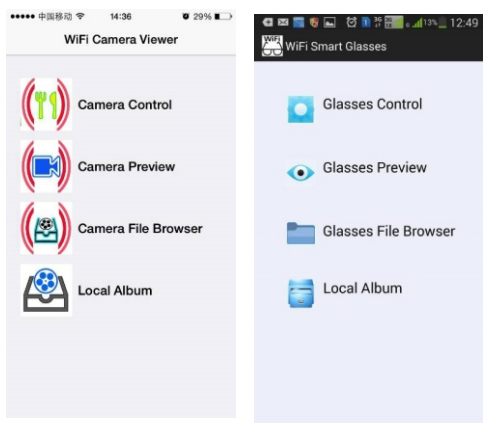 中国移动 14:36 29%
WiFi Camera Viewer
Camera Control
Camera Preview
Camera File Browser
Local Album
13% 12:49
WiFi Smart Glasses
Glasses Control
Glasses Preview
Glasses File Browser
Local Album